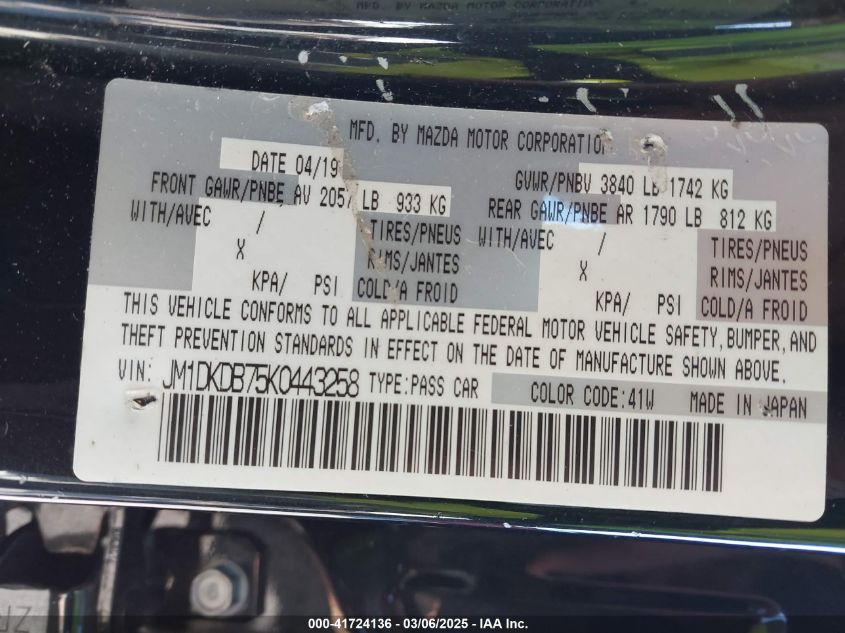 MFD. BY MAZDA MOTOR CORPORATION
DATE 04/19
GVWR/PNBV 3840 LB 1742 KG
FRONT GAWR/PNBE AV 2057 LB 933 KG
REAR GAWR/PNBE AR 1790 LB 812 KG
WITH/AVEC / TIRES/PNEUS WITH/AVEC / TIRES/PNEUS
X RIMS/JANTES X RIMS/JANTES
KPA/ PSI COLD/A FROID KPA/ PSI COLD/A FROID
THIS VEHICLE CONFORMS TO ALL APPLICABLE FEDERAL MOTOR VEHICLE SAFETY, BUMPER, AND
THEFT PREVENTION STANDARDS IN EFFECT ON THE DATE OF MANUFACTURE SHOWN ABOVE.
VIN: JM1DKDB75K0443258 TYPE:PASS CAR COLOR CODE:41W MADE IN JAPAN
000-41724136 - 03/06/2025 - IAA Inc.